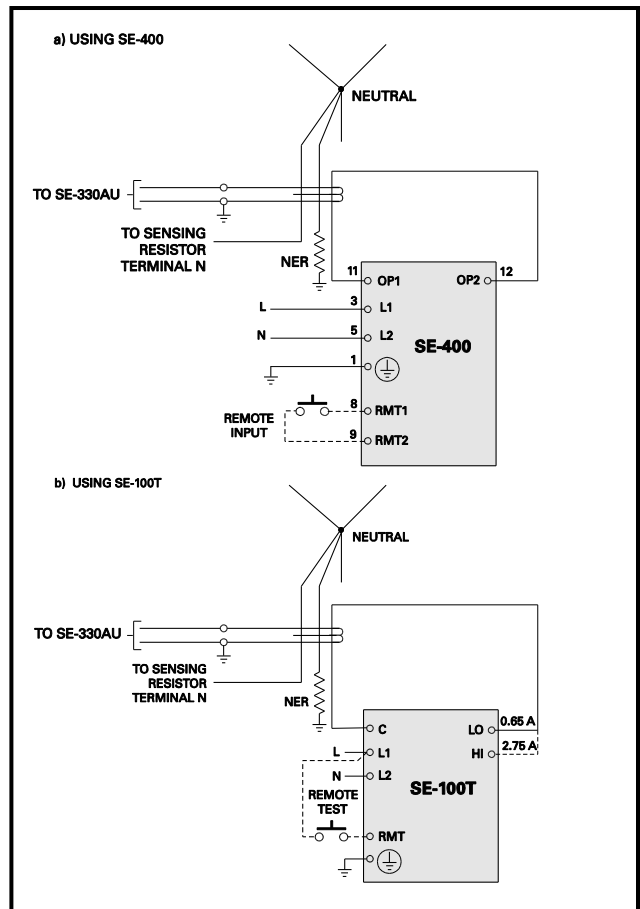 a) USING SE-400
NEUTRAL
TO SE-330AU
TO SENSING
RESISTOR
TERMINAL N
NER
11
OP1
OP2
12
L
3
L1
N
5
L2
SE-400
1
REMOTE
INPUT
8
RMT1
9
RMT2
b) USING SE-100T
NEUTRAL
TO SE-330AU
TO SENSING
RESISTOR
TERMINAL N
NER
C
LO
0.65 A
L
L1
HI
2.75 A
N
L2
SE-100T
REMOTE
TEST
RMT